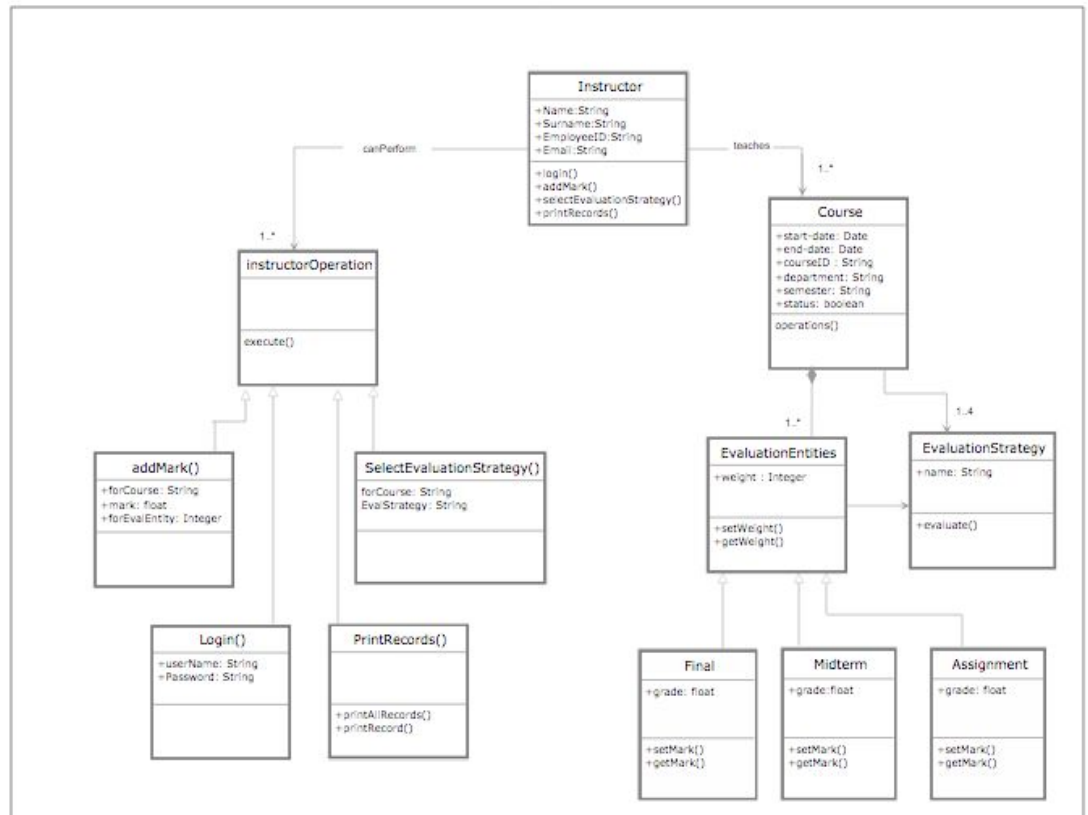 Instructor
+Name:String
+Surname:String
+EmployeeID:String
+Email:String
+login()
+addMark()
+selectEvaluationStrategy()
+printRecords()
canPerform
teaches
1..*
1..*
instructorOperation
execute()
Course
+start-date: Date
+end-date: Date
+courseID : String
+department: String
+semester: String
+status: boolean
operations()
addMark()
+forCourse: String
+mark: float
+forEvalEntity: Integer
SelectEvaluationStrategy()
forCourse: String
EvalStrategy: String
1..*
1..4
EvaluationEntities
+weight : Integer
+setWeight()
+getWeight()
EvaluationStrategy
+name: String
+evaluate()
Login()
+userName: String
+Password: String
PrintRecords()
+printAllRecords()
+printRecord()
Final
+grade: float
+setMark()
+getMark()
Midterm
+grade:float
+setMark()
+getMark()
Assignment
+grade: float
+setMark()
+getMark()